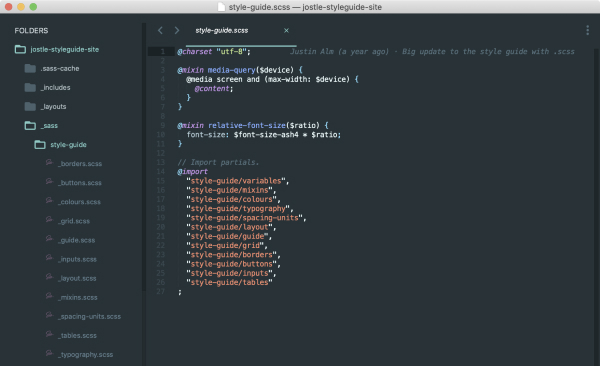 style-guide.scss — jostle-styleguide-site
FOLDERS
jostle-styleguide-site
.sass-cache
_includes
_layouts
_sass
style-guide
_borders.scss
_buttons.scss
_colours.scss
_grid.scss
_guide.scss
_inputs.scss
_layout.scss
_mixins.scss
_spacing-units.scss
_tables.scss
_typography.scss
style-guide.scss ×
1 @charset "utf-8"; Justin Alm (a year ago) · Big update to the style guide with .scss
2
3 @mixin media-query($device) {
4 @media screen and (max-width: $device) {
5 @content;
6 }
7 }
8
9 @mixin relative-font-size($ratio) {
10 font-size: $font-size-ash4 * $ratio;
11 }
12
13 // Import partials.
14 @import
15 "style-guide/variables",
16 "style-guide/mixins",
17 "style-guide/colours",
18 "style-guide/typography",
19 "style-guide/spacing-units",
20 "style-guide/layout",
21 "style-guide/guide",
22 "style-guide/grid",
23 "style-guide/borders",
24 "style-guide/buttons",
25 "style-guide/inputs",
26 "style-guide/tables"
27 ;